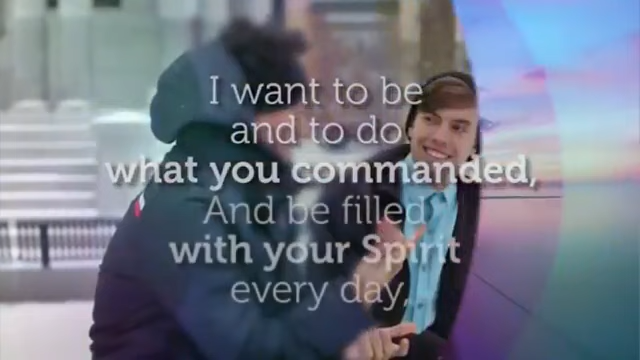 I want to be
and to do
what you commanded,
And be filled
with your Spirit
every day,